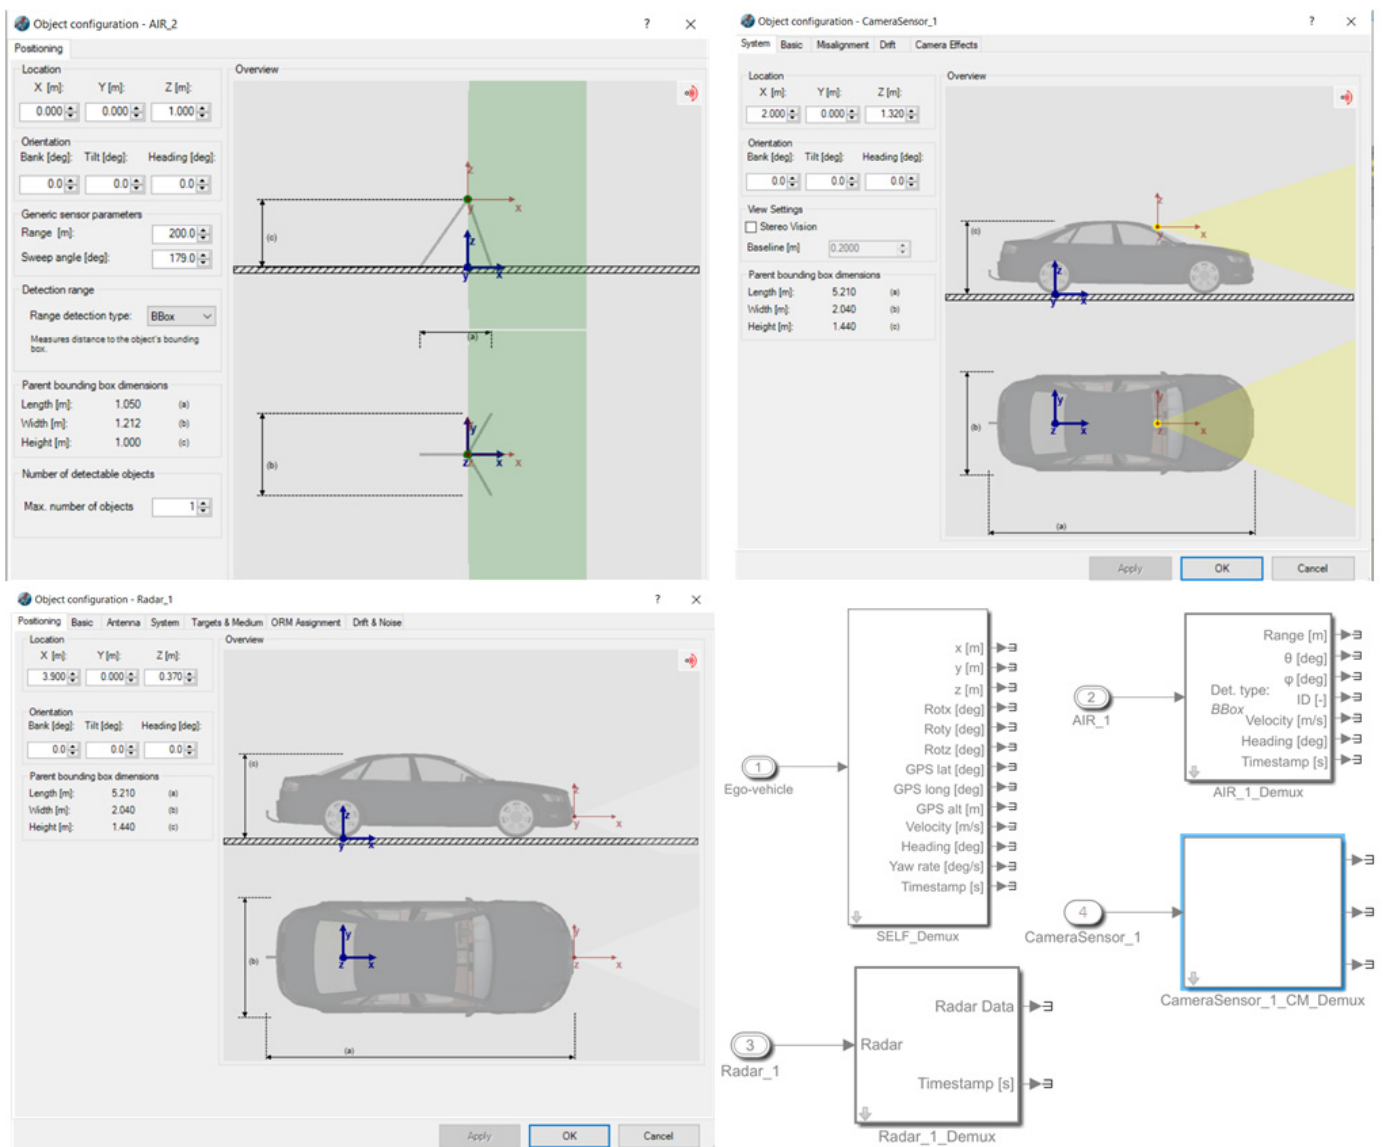 Object configuration - AIR_2
? ×
Positioning
Location
X [m]: Y [m]: Z [m]:
0.000 0.000 1.000
Orientation
Bank [deg]: Tilt [deg]: Heading [deg]:
0.0 0.0 0.0
Generic sensor parameters
Range [m]: 200.0
Sweep angle [deg]: 179.0
Detection range
Range detection type: BBox
Measures distance to the object's bounding
box.
Parent bounding box dimensions
Length [m]: 1.050 (a)
Width [m]: 1.212 (b)
Height [m]: 1.000 (c)
Number of detectable objects
Max. number of objects 1
Overview
z
x
y
(c)
z
y x
(a)
y
(b)
z x x
Object configuration - CameraSensor_1
? ×
System Basic Misalignment Drift Camera Effects
Location
X [m]: Y [m]: Z [m]:
2.000 0.000 1.320
Orientation
Bank [deg]: Tilt [deg]: Heading [deg]:
0.0 0.0 0.0
View Settings
Stereo Vision
Baseline [m] 0.2000
Parent bounding box dimensions
Length [m]: 5.210 (a)
Width [m]: 2.040 (b)
Height [m]: 1.440 (c)
Overview
z
(c)
y x
z
y x
y y
(b)
z x z x
(a)
Apply OK Cancel
Object configuration - Radar_1
? ×
Positioning Basic Antenna System Targets & Medium ORM Assignment Drift & Noise
Location
X [m]: Y [m]: Z [m]:
3.900 0.000 0.370
Orientation
Bank [deg]: Tilt [deg]: Heading [deg]:
0.0 0.0 0.0
Parent bounding box dimensions
Length [m]: 5.210 (a)
Width [m]: 2.040 (b)
Height [m]: 1.440 (c)
Overview
(c)
z z
y x y x
y y
(b)
z x z x
(a)
Apply OK Cancel
1
Ego-vehicle
x [m]
y [m]
z [m]
Rotx [deg]
Roty [deg]
Rotz [deg]
GPS lat [deg]
GPS long [deg]
GPS alt [m]
Velocity [m/s]
Heading [deg]
Yaw rate [deg/s]
Timestamp [s]
SELF_Demux
2
AIR_1
Det. type:
BBox
Range [m]
θ [deg]
φ [deg]
ID [-]
Velocity [m/s]
Heading [deg]
Timestamp [s]
AIR_1_Demux
4
CameraSensor_1
CameraSensor_1_CM_Demux
3
Radar_1
Radar
Radar Data
Timestamp [s]
Radar_1_Demux